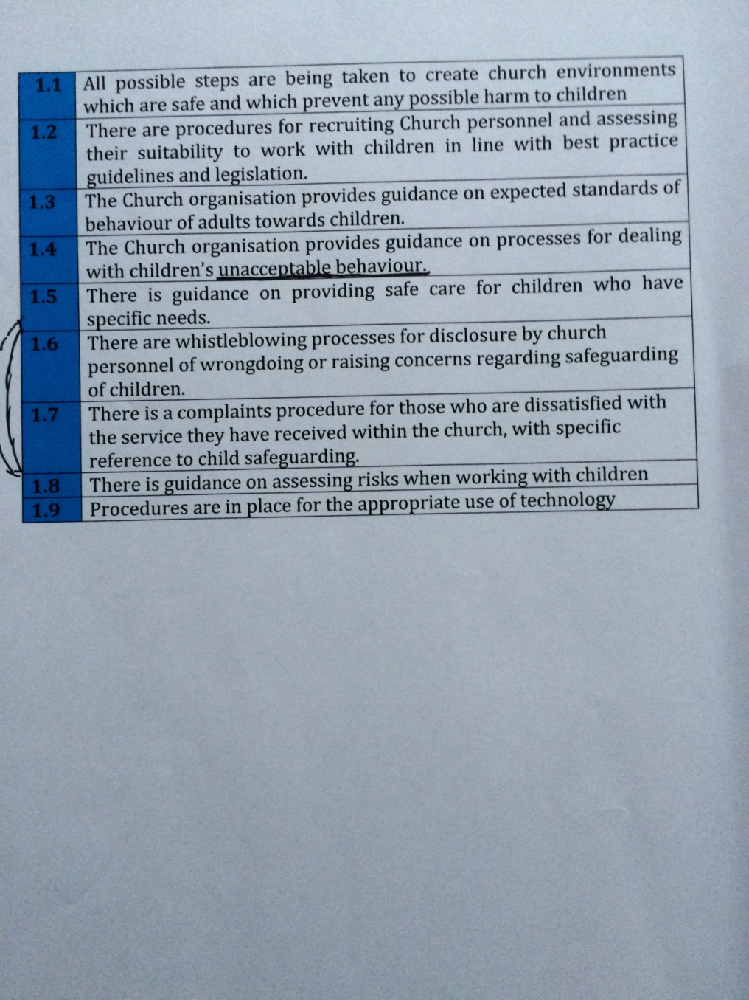 1.1 All possible steps are being taken to create church environments
which are safe and which prevent any possible harm to children
1.2 There are procedures for recruiting Church personnel and assessing
their suitability to work with children in line with best practice
guidelines and legislation.
1.3 The Church organisation provides guidance on expected standards of
behaviour of adults towards children.
1.4 The Church organisation provides guidance on processes for dealing
with children's unacceptable behaviour.
1.5 There is guidance on providing safe care for children who have
specific needs.
1.6 There are whistleblowing processes for disclosure by church
personnel of wrongdoing or raising concerns regarding safeguarding
of children.
1.7 There is a complaints procedure for those who are dissatisfied with
the service they have received within the church, with specific
reference to child safeguarding.
1.8 There is guidance on assessing risks when working with children
1.9 Procedures are in place for the appropriate use of technology